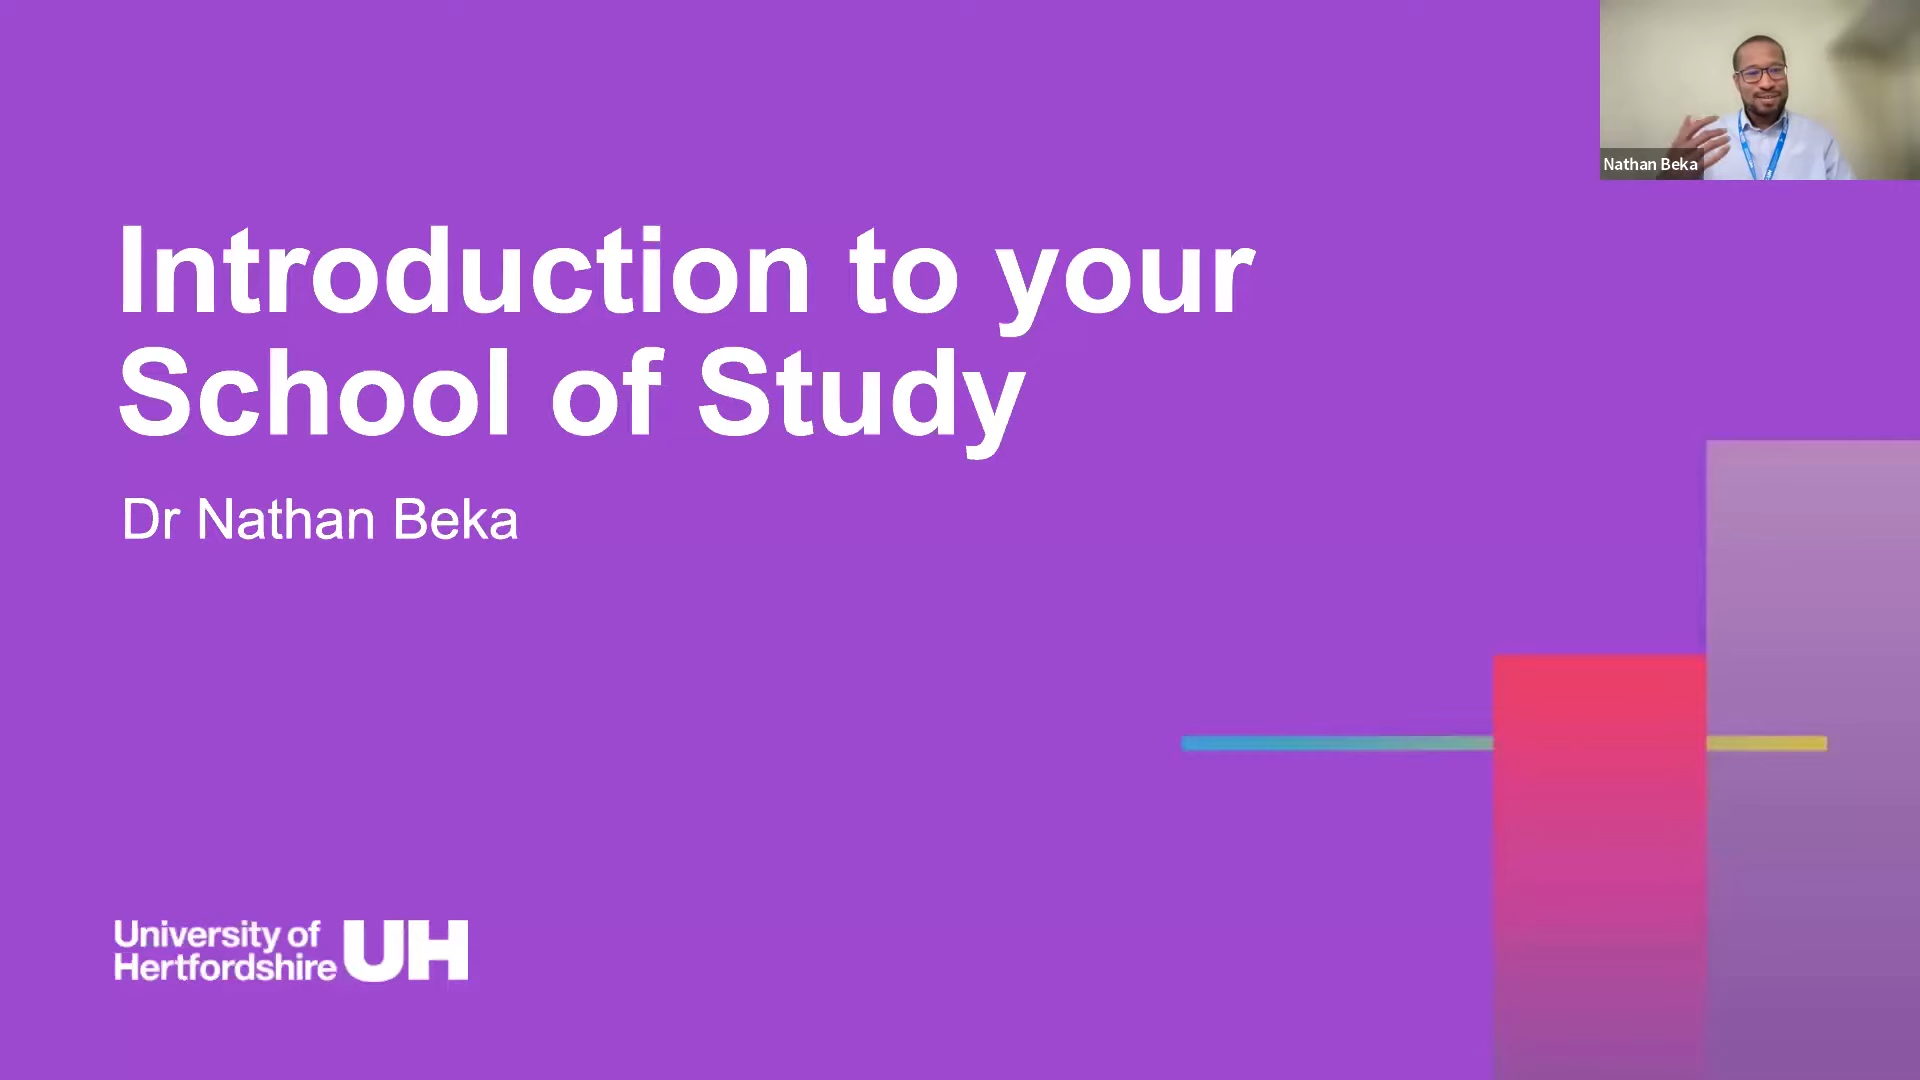 Nathan Beka
Introduction to your
School of Study
Dr Nathan Beka
University of
Hertfordshire
UH